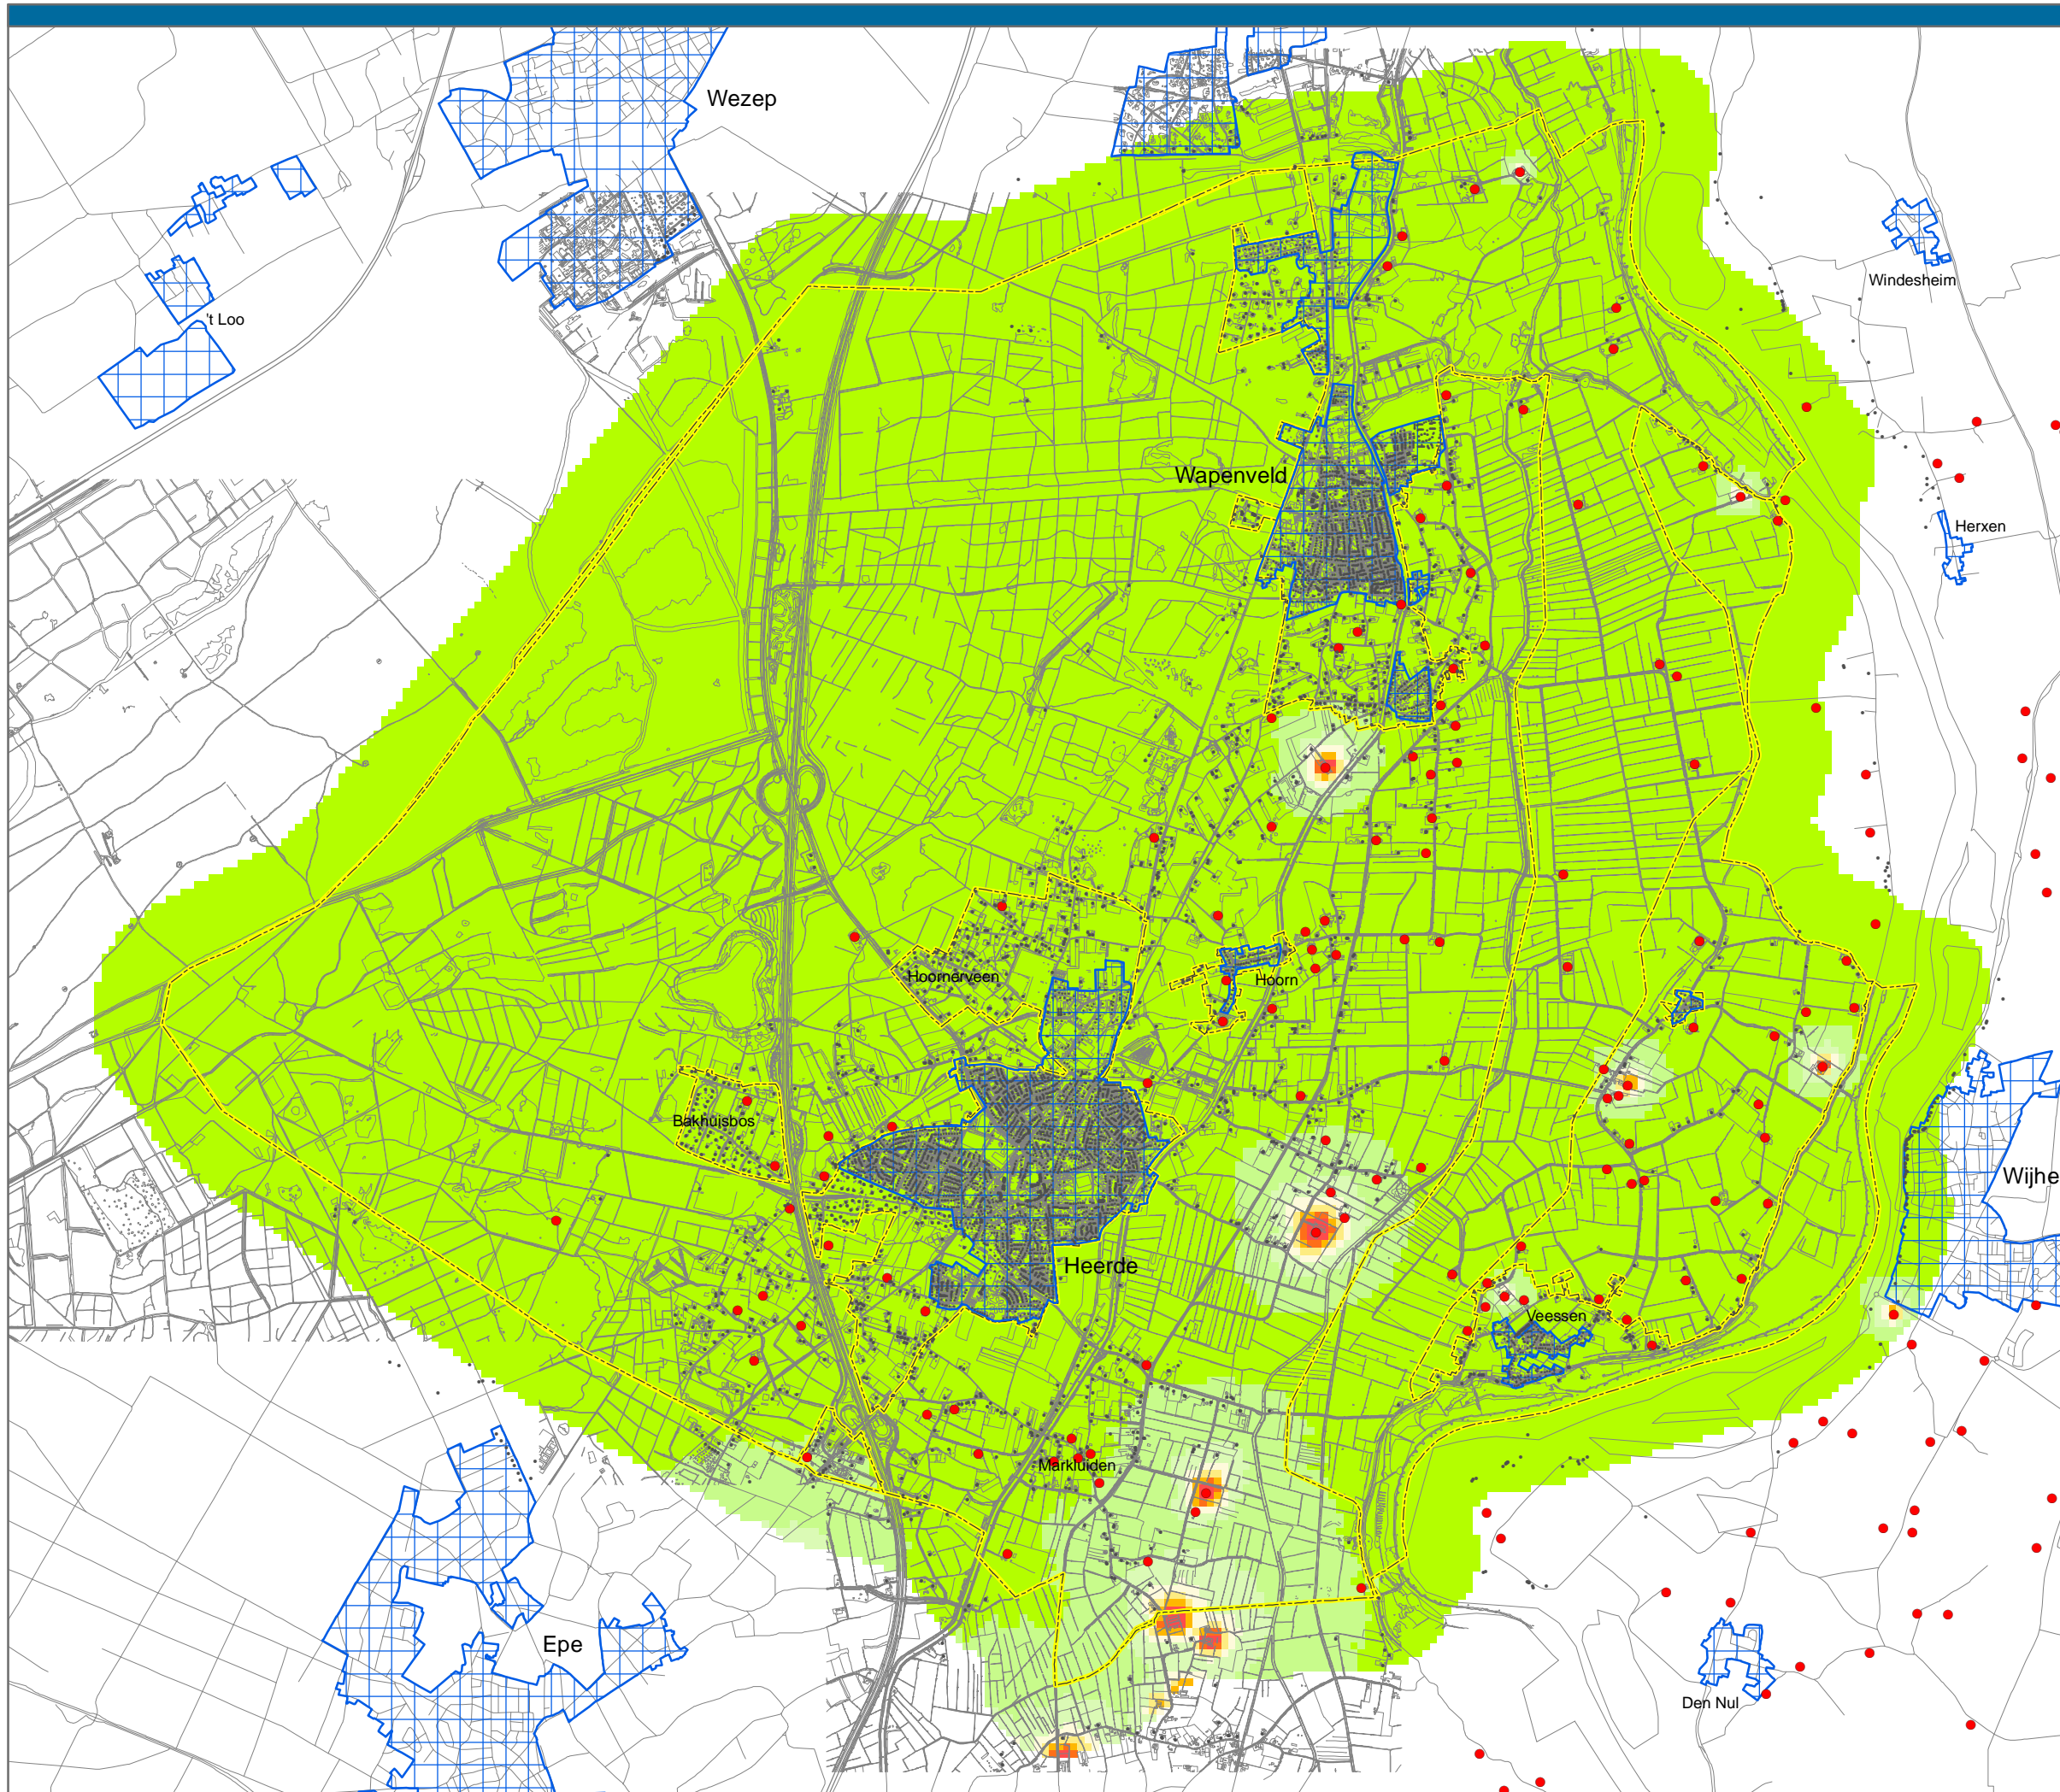 Wezep
Windesheim
't Loo
Wapenveld
Herxen
Hoornerveen
Hoorn
Bakhuisbos
Wijhe
Heerde
Veessen
Markluiden
Epe
Den Nul